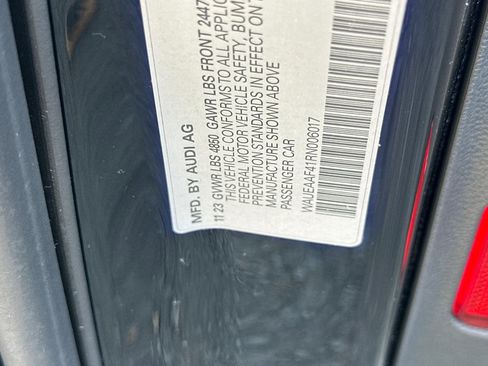 MFD. BY AUDI AG
11 23 GVWR LBS 4850 GAWR LBS FRONT 2447
THIS VEHICLE CONFORMS TO ALL APPLIC
FEDERAL MOTOR VEHICLE SAFETY, BUM
PREVENTION STANDARDS IN EFFECT ON T
MANUFACTURE SHOWN ABOVE
PASSENGER CAR
WAUEAAF41RN006017